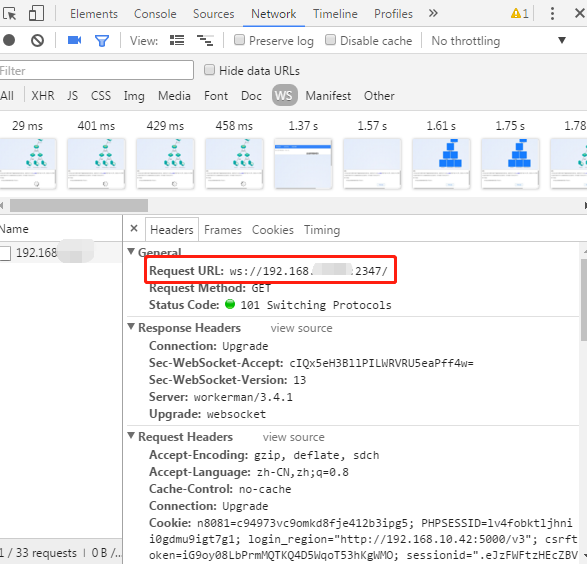 Elements Console Sources Network Timeline Profiles » 1
View: Preserve log Disable cache No throttling
Filter Hide data URLs
All XHR JS CSS Img Media Font Doc WS Manifest Other
29 ms 401 ms 429 ms 458 ms 1.37 s 1.57 s 1.61 s 1.75 s 1.78
Name × Headers Frames Cookies Timing
192.168
General
Request URL: ws://192.168. :2347/
Request Method: GET
Status Code: 101 Switching Protocols
Response Headers view source
Connection: Upgrade
Sec-WebSocket-Accept: cIQx5eH3BllPILWRVRU5eaPff4w=
Sec-WebSocket-Version: 13
Server: workerman/3.4.1
Upgrade: websocket
Request Headers view source
Accept-Encoding: gzip, deflate, sdch
Accept-Language: zh-CN,zh;q=0.8
Cache-Control: no-cache
Connection: Upgrade
Cookie: n8081=c94973vc9omkd8fje412b3ipg5; PHPSESSID=lv4fobktljhni
i0gdmu9igt7g1; login_region="http://192.168.10.42:5000/v3"; csrft
oken=iG9oy08LbPrmMQTKQ4D5WqoT53hKgWMO; sessionid=".eJzFWFtzHEcZBV
1 / 33 requests | 0 B / ...